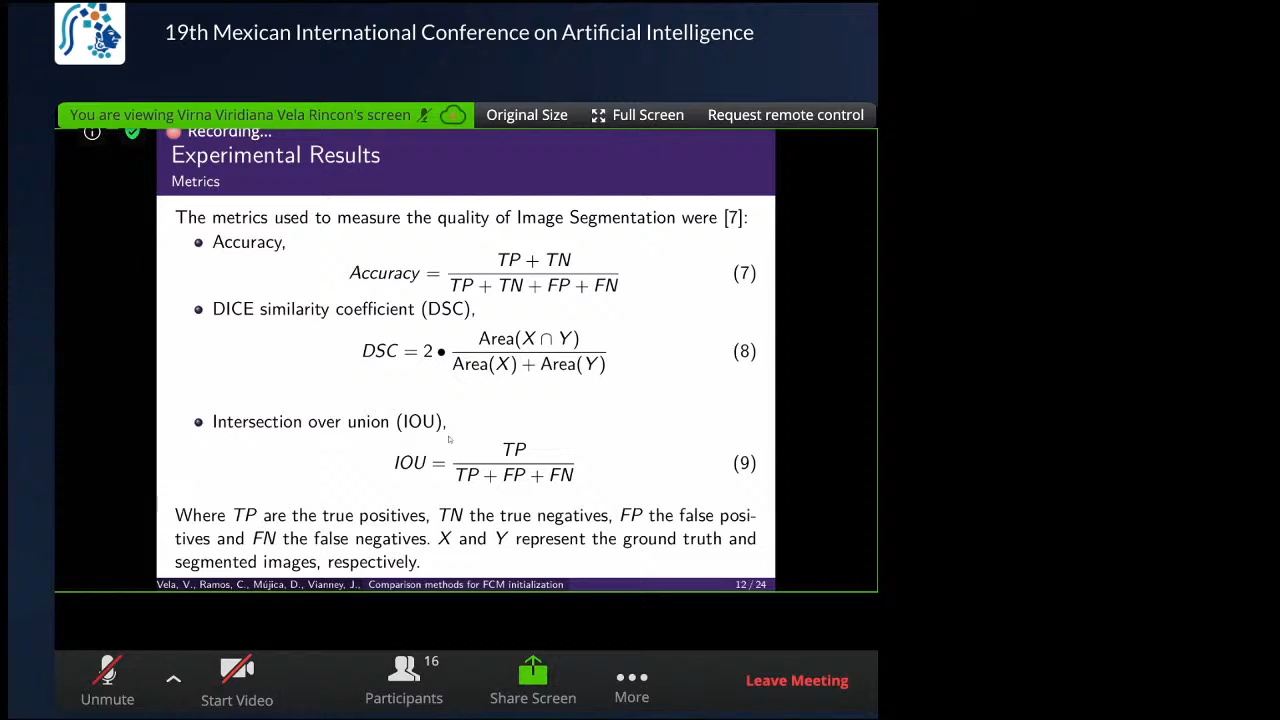 19th Mexican International Conference on Artificial Intelligence
You are viewing Virna Viridiana Vela Rincon's screen
Original Size
Full Screen
Request remote control
Recording...
Experimental Results
Metrics
The metrics used to measure the quality of Image Segmentation were [7]:
Accuracy,
Accuracy = TP + TN / TP + TN + FP + FN (7)
DICE similarity coefficient (DSC),
DSC = 2 • Area(X ∩ Y) / Area(X) + Area(Y) (8)
Intersection over union (IOU),
IOU = TP / TP + FP + FN (9)
Where TP are the true positives, TN the true negatives, FP the false posi-
tives and FN the false negatives. X and Y represent the ground truth and
segmented images, respectively.
Vela, V., Ramos, C., Mújica, D., Vianney, J., Comparison methods for FCM initialization 12 / 24
16
Unmute
Start Video
Participants
Share Screen
More
Leave Meeting